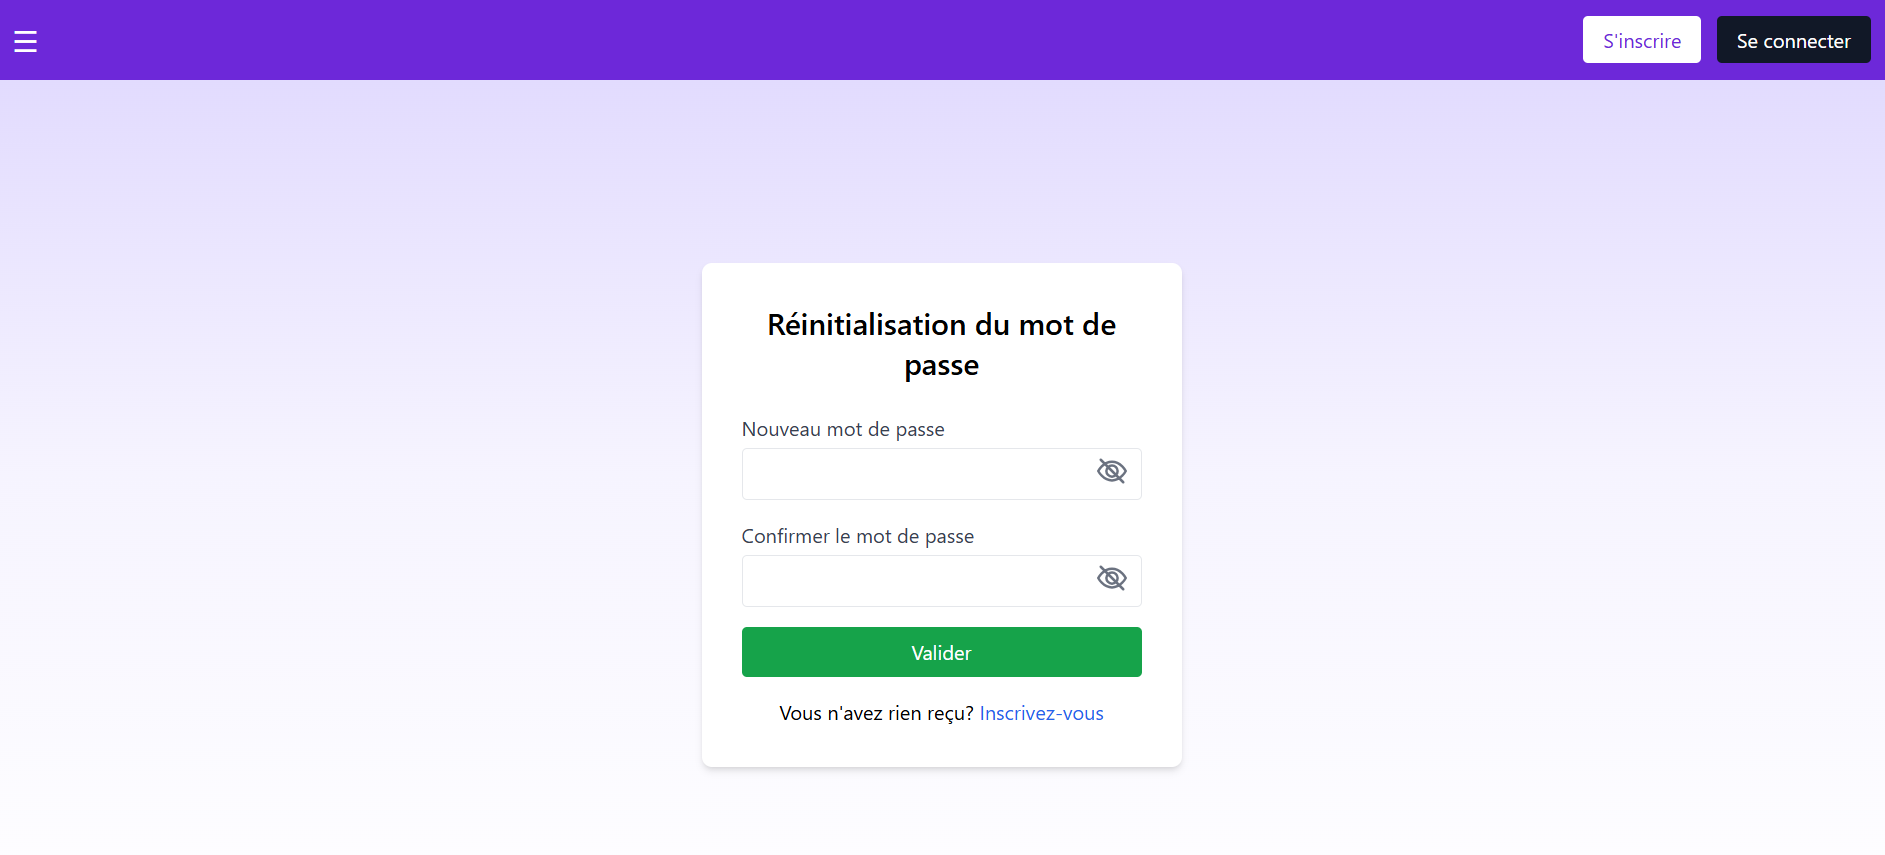 S'inscrire
Se connecter
Réinitialisation du mot de
passe
Nouveau mot de passe
Confirmer le mot de passe
Valider
Vous n'avez rien reçu? Inscrivez-vous